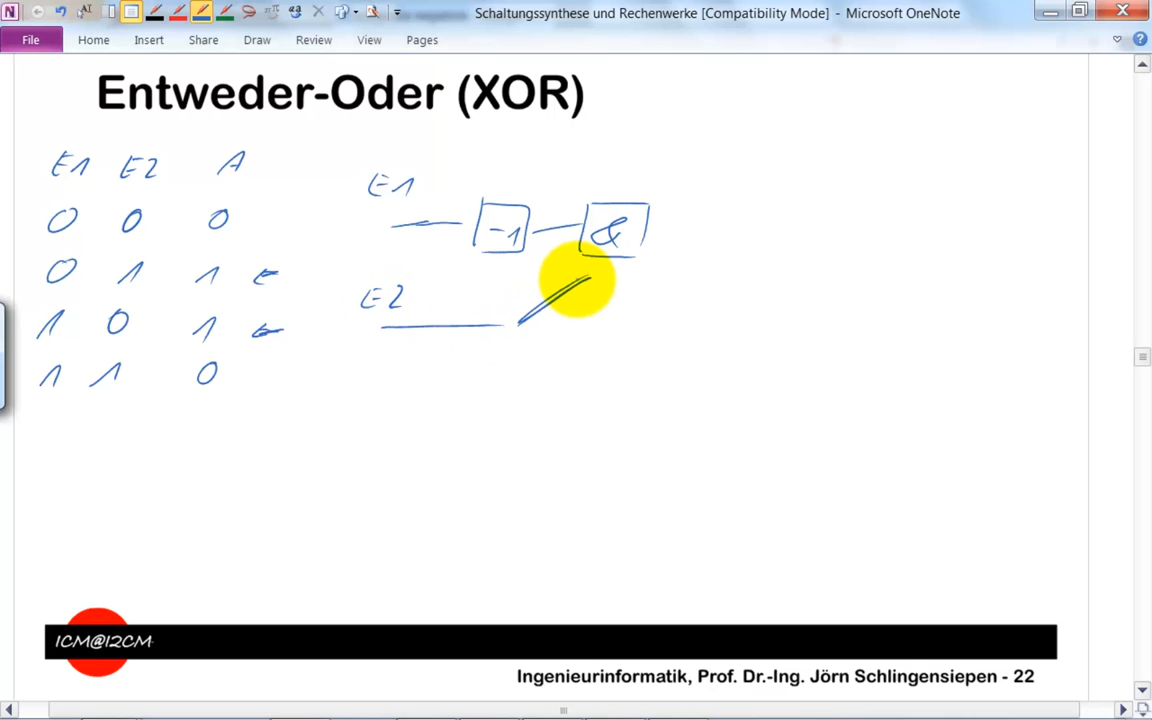 Schaltungssynthese und Rechenwerke [Compatibility Mode] - Microsoft OneNote
File Home Insert Share Draw Review View Pages
Entweder-Oder (XOR)
E1 E2 A
0 0 0
0 1 1
1 0 1
1 1 0
E1
-1 &
E2
1CM@12CM
Ingenieurinformatik, Prof. Dr.-Ing. Jörn Schlingensiepen - 22